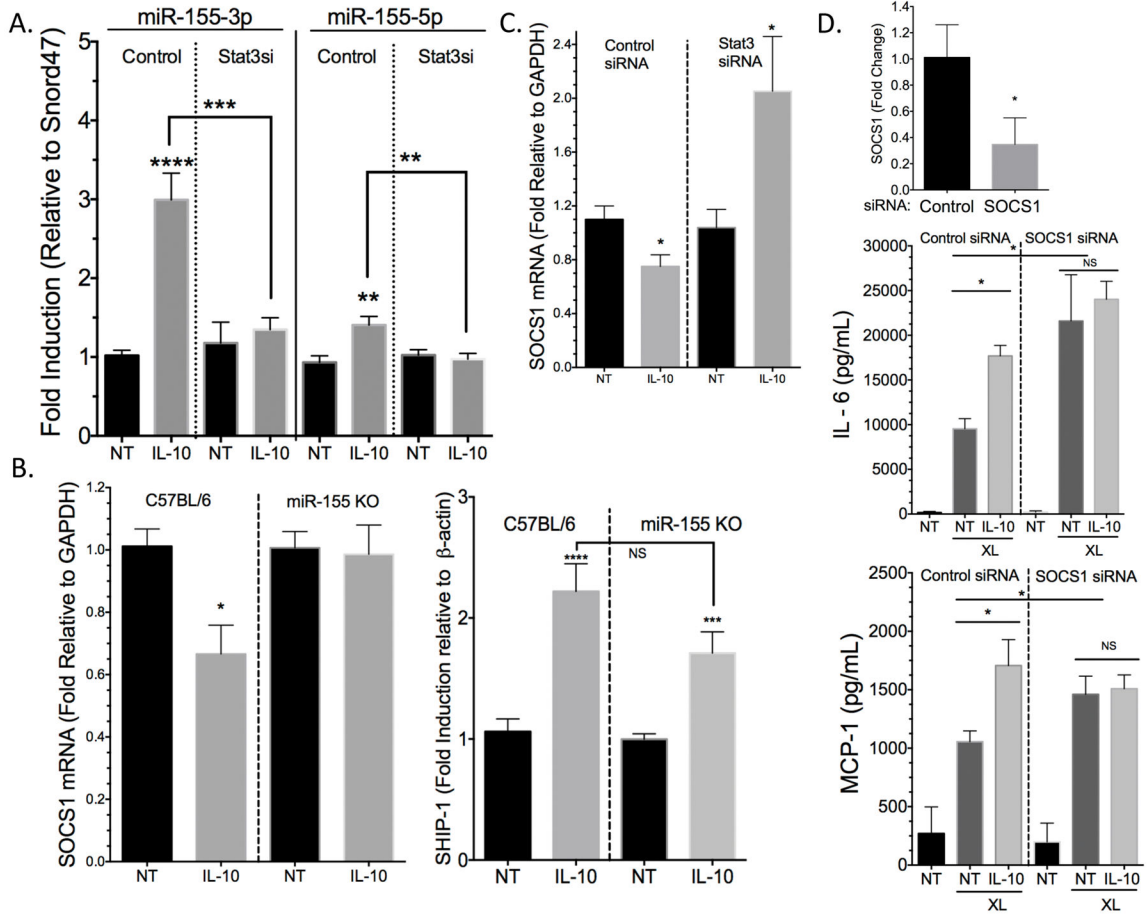 A.
miR-155-3p
miR-155-5p
Control
Stat3si
Control
Stat3si
Fold Induction (Relative to Snord47)
5
4
3
2
1
0
***
****
**
**
NT
IL-10
NT
IL-10
NT
IL-10
NT
IL-10
B.
C57BL/6
miR-155 KO
SOCS1 mRNA (Fold Relative to GAPDH)
1.2
1.0
0.8
0.6
0.4
0.2
0.0
*
NT
IL-10
NT
IL-10
C57BL/6
miR-155 KO
SHIP-1 (Fold Induction relative to β-actin)
3
2
1
0
NS
****
***
NT
IL-10
NT
IL-10
C.
Control
siRNA
Stat3
siRNA
SOCS1 mRNA (Fold Relative to GAPDH)
2.4
2.0
1.6
1.2
0.8
0.4
0.0
*
*
NT
IL-10
NT
IL-10
D.
SOCS1 (Fold Change)
1.4
1.2
1.0
0.8
0.6
0.4
0.2
0.0
*
siRNA: Control SOCS1
Control siRNA
SOCS1 siRNA
IL - 6 (pg/mL)
30000
25000
20000
15000
10000
5000
0
*
NS
*
NT
NT
IL-10
NT
NT
IL-10
XL
XL
Control siRNA
SOCS1 siRNA
MCP-1 (pg/mL)
2500
2000
1500
1000
500
0
*
*
NS
NT
NT
IL-10
NT
NT
IL-10
XL
XL